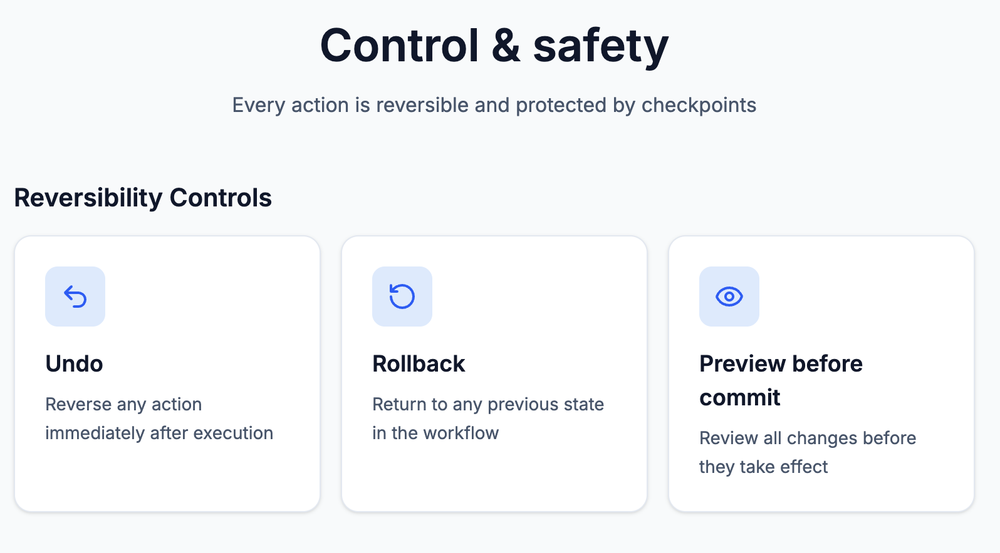 Control & safety
Every action is reversible and protected by checkpoints
Reversibility Controls
Undo
Reverse any action
immediately after execution
Rollback
Return to any previous state
in the workflow
Preview before
commit
Review all changes before
they take effect